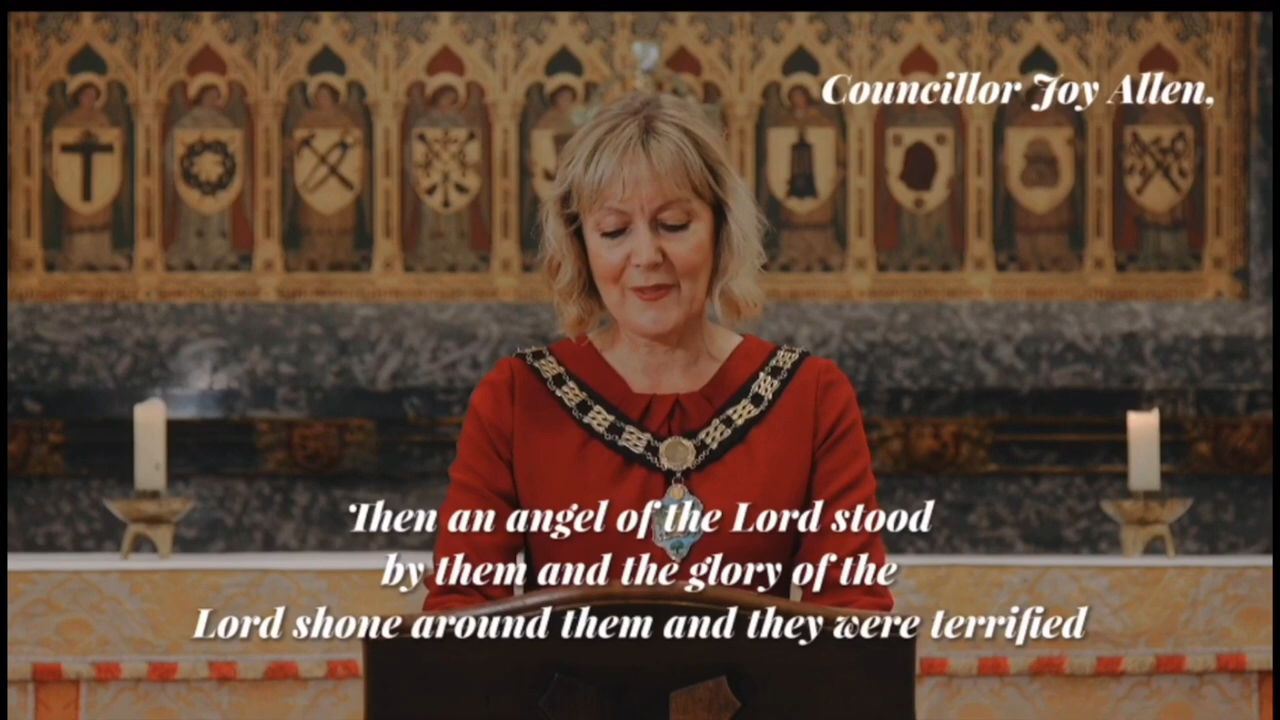 Councillor Joy Allen,
Then an angel of the Lord stood
by them and the glory of the
Lord shone around them and they were terrified